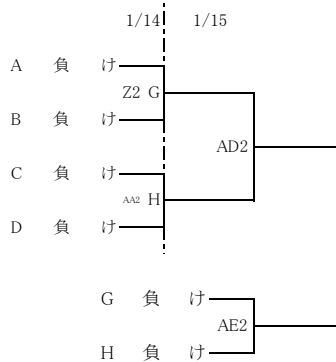 1/14 1/15
A 負 け
Z2 G
B 負 け
AD2
C 負 け
AA2 H
D 負 け
G 負 け
AE2
H 負 け